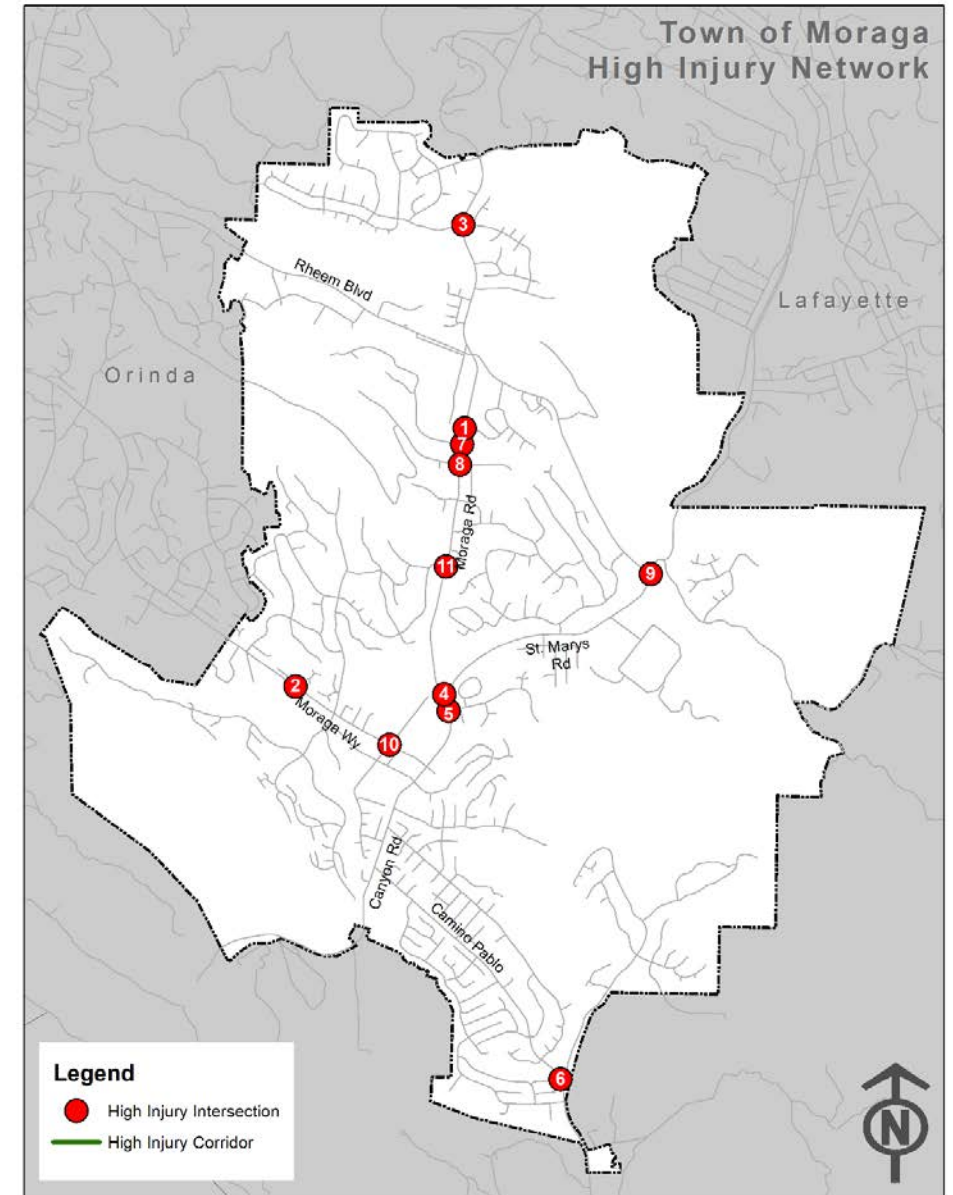 Town of Moraga
High Injury Network
3
Rheem Blvd
Lafayette
Orinda
1
7
8
Moraga Rd
11
9
St. Marys
Rd
2
4
5
Moraga Wy
10
Canyon Rd
Camino Pablo
6
Legend
High Injury Intersection
High Injury Corridor
N